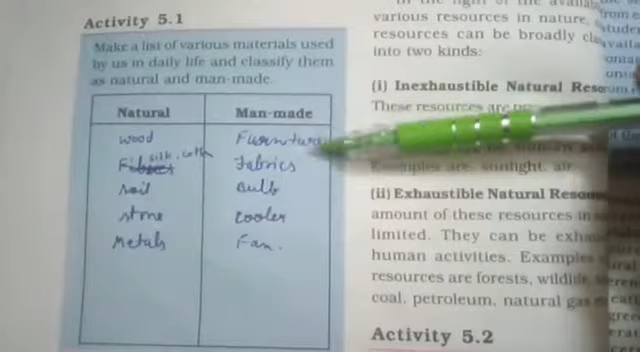 Activity 5.1
Make a list of various materials used
by us in daily life and classify them
as natural and man-made.
Natural Man-made
wood Furniture
silk, coth Fabrics
soil Bulb
stone cooler
Metals Fan.
various resources in nature,
resources can be broadly
into two kinds:
(i) Inexhaustible Natural
These resources are
Examples are sunlight, air
(ii) Exhaustible Natural
amount of these resources in
limited. They can be
human activities. Examples
resources are forests,
coal, petroleum, natural gas
Activity 5.2